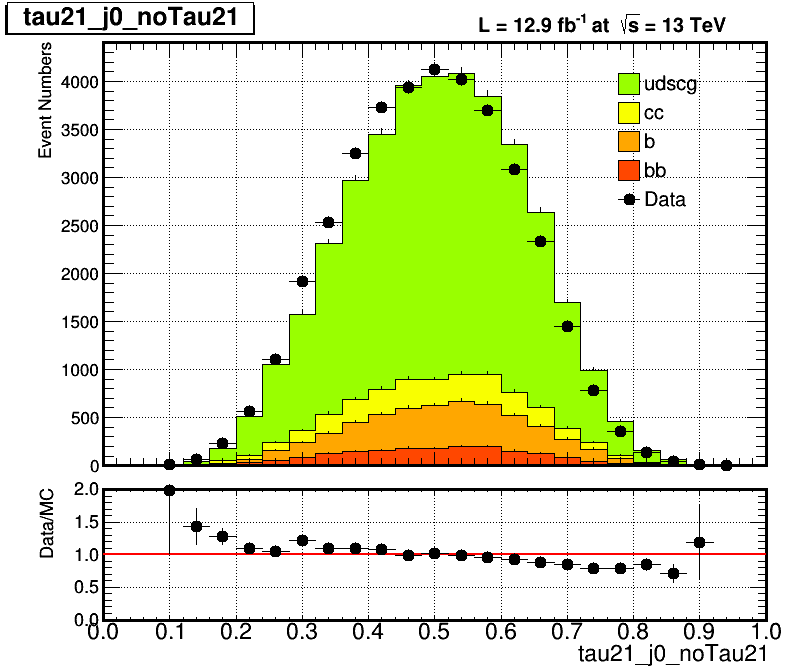 tau21_j0_noTau21
L = 12.9 fb⁻¹ at √s = 13 TeV
Event Numbers
4000
3500
3000
2500
2000
1500
1000
500
0
udscg
cc
b
bb
Data
Data/MC
2.0
1.5
1.0
0.5
0.0
0.0 0.1 0.2 0.3 0.4 0.5 0.6 0.7 0.8 0.9 1.0
tau21_j0_noTau21